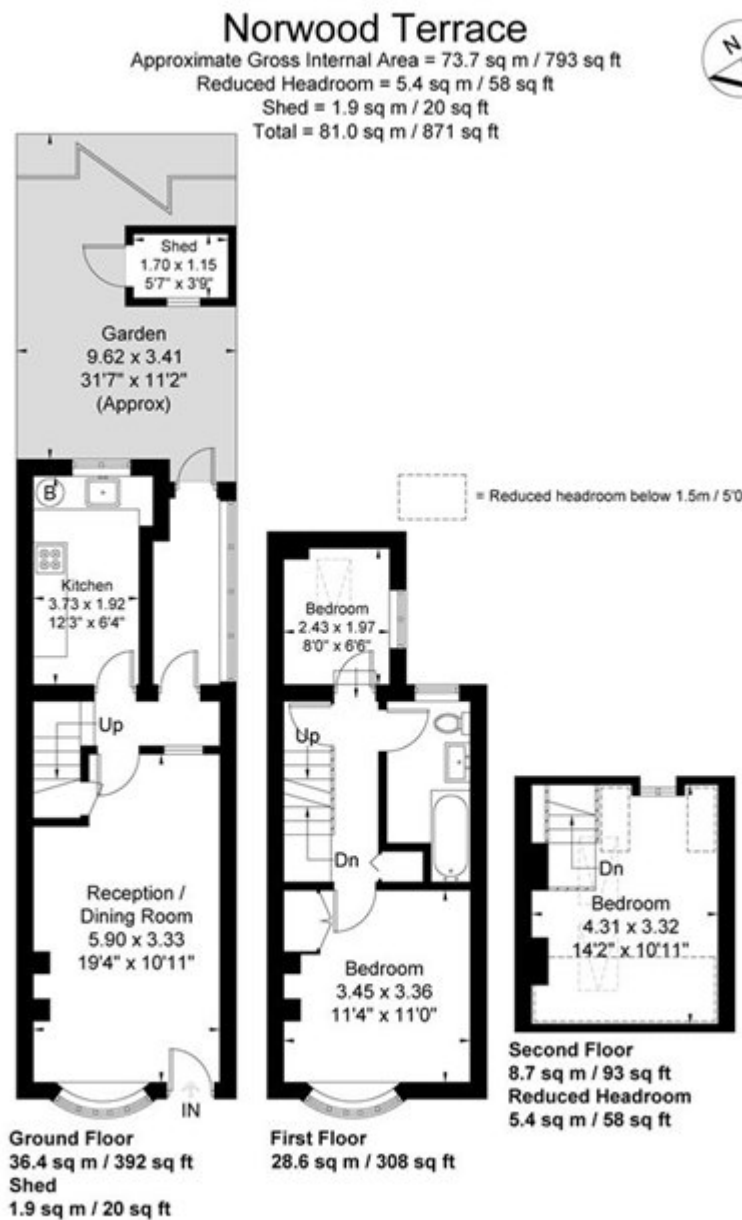 Norwood Terrace
Approximate Gross Internal Area = 73.7 sq m / 793 sq ft
Reduced Headroom = 5.4 sq m / 58 sq ft
Shed = 1.9 sq m / 20 sq ft
Total = 81.0 sq m / 871 sq ft
N
Shed
1.70 x 1.15
5'7" x 3'9"
Garden
9.62 x 3.41
31'7" x 11'2"
(Approx)
B
Kitchen
3.73 x 1.92
12'3" x 6'4"
Up
Reception /
Dining Room
5.90 x 3.33
19'4" x 10'11"
IN
Ground Floor
36.4 sq m / 392 sq ft
Shed
1.9 sq m / 20 sq ft
= Reduced headroom below 1.5m / 5'0
Bedroom
2.43 x 1.97
8'0" x 6'6"
Up
Dn
Bedroom
3.45 x 3.36
11'4" x 11'0"
First Floor
28.6 sq m / 308 sq ft
Dn
Bedroom
4.31 x 3.32
14'2" x 10'11"
Second Floor
8.7 sq m / 93 sq ft
Reduced Headroom
5.4 sq m / 58 sq ft